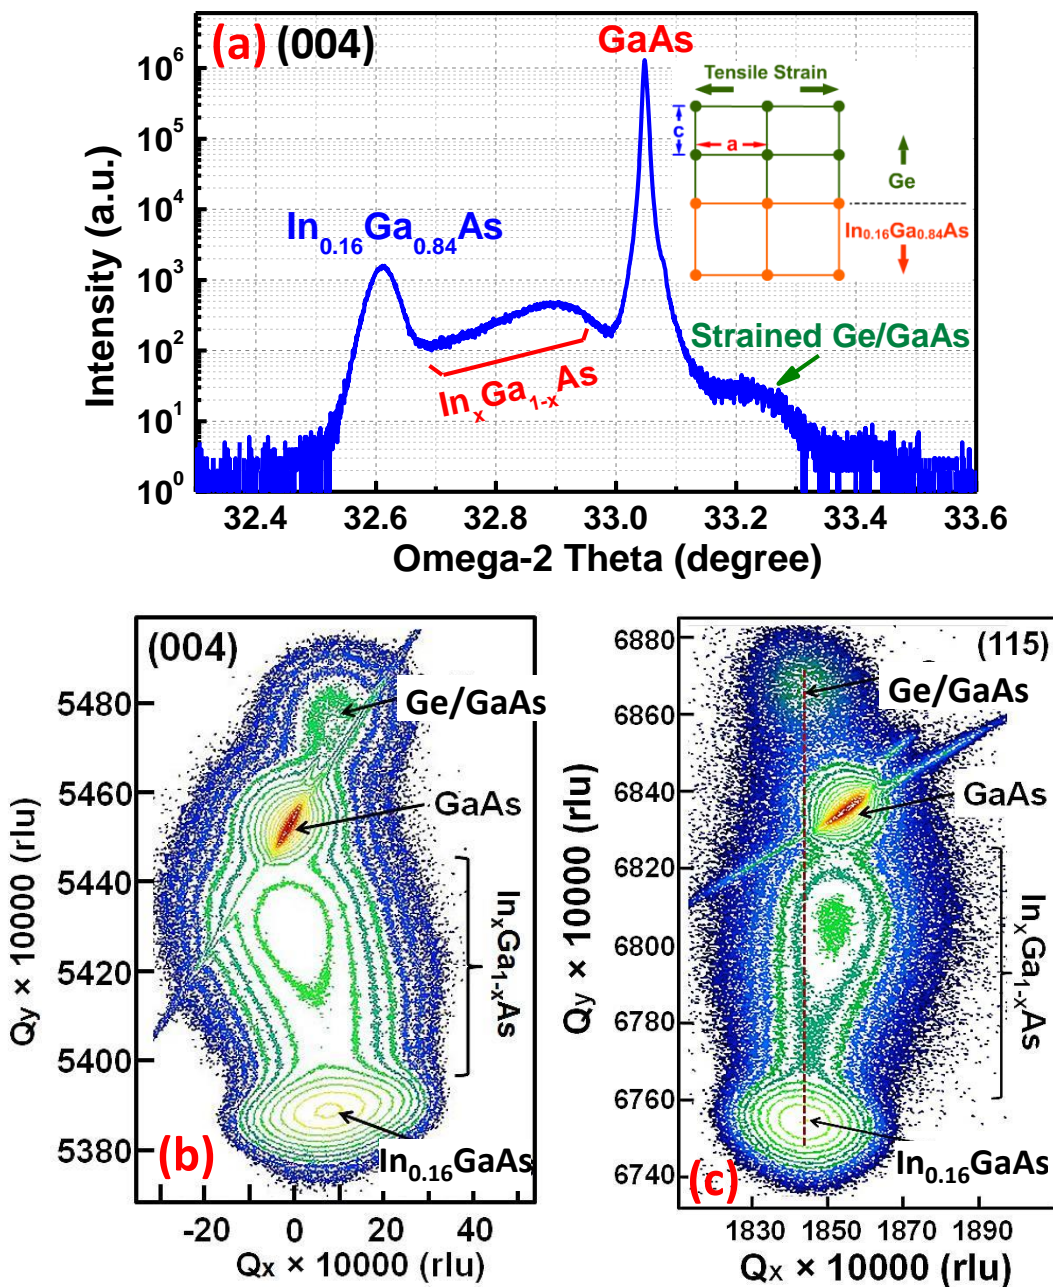 (a) (004)
GaAs
Tensile Strain
c
a
Ge
In0.16Ga0.84As
In0.16Ga0.84As
InxGa1-xAs
Strained Ge/GaAs
Intensity (a.u.)
10^6
10^5
10^4
10^3
10^2
10^1
10^0
32.4 32.6 32.8 33.0 33.2 33.4 33.6
Omega-2 Theta (degree)
(004)
Ge/GaAs
GaAs
InxGa1-xAs
In0.16GaAs
(b)
Qy × 10000 (rlu)
5480
5460
5440
5420
5400
5380
-20 0 20 40
Qx × 10000 (rlu)
(115)
Ge/GaAs
GaAs
InxGa1-xAs
In0.16GaAs
(c)
Qy × 10000 (rlu)
6880
6860
6840
6820
6800
6780
6760
6740
1830 1850 1870 1890
Qx × 10000 (rlu)